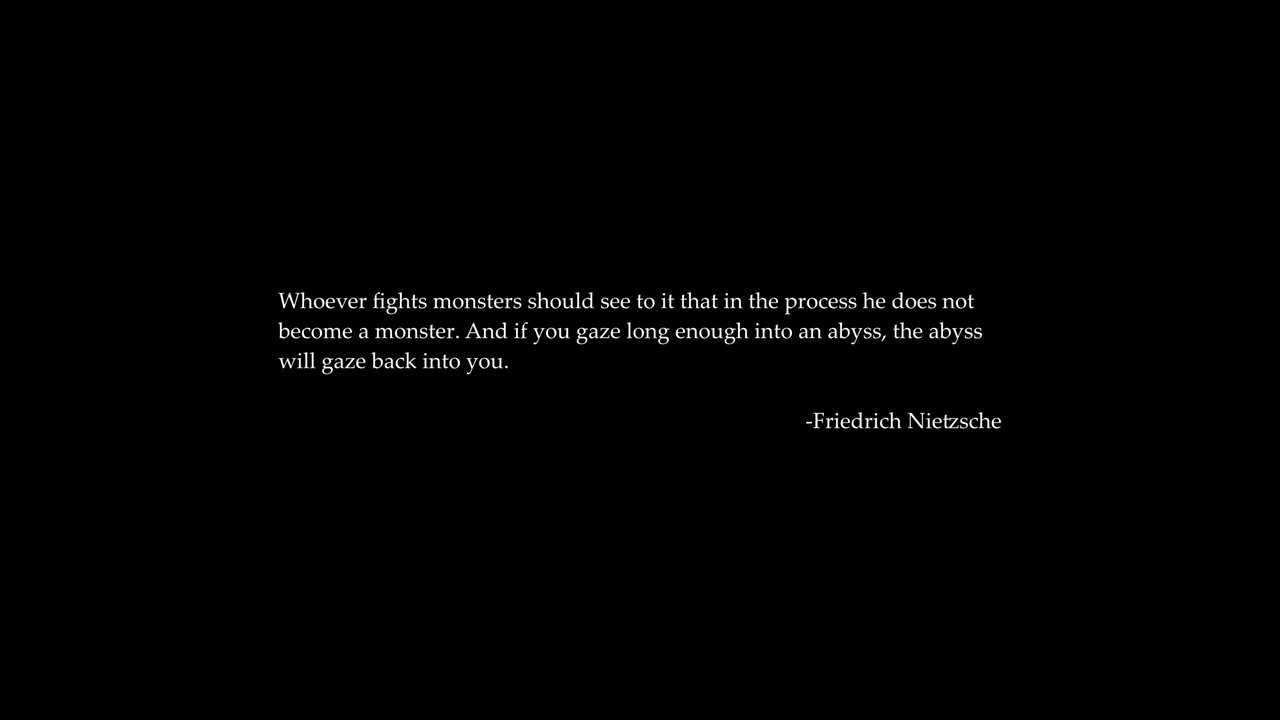 Whoever fights monsters should see to it that in the process he does not
become a monster. And if you gaze long enough into an abyss, the abyss
will gaze back into you.
-Friedrich Nietzsche